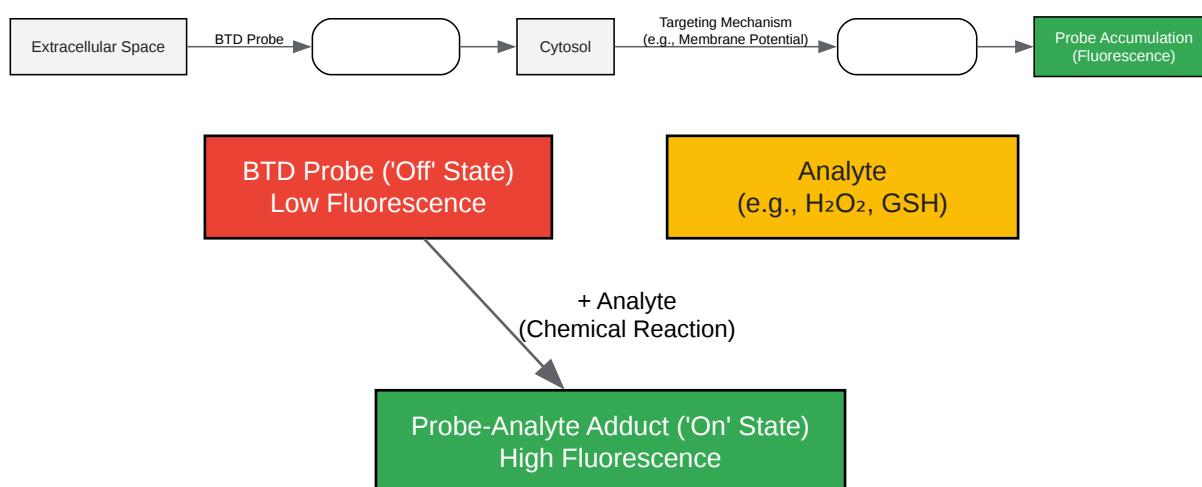 Extracellular Space
BTD Probe
Cytosol
Targeting Mechanism
(e.g., Membrane Potential)
Probe Accumulation
(Fluorescence)
BTD Probe ('Off' State)
Low Fluorescence
Analyte
(e.g., H₂O₂, GSH)
+ Analyte
(Chemical Reaction)
Probe-Analyte Adduct ('On' State)
High Fluorescence